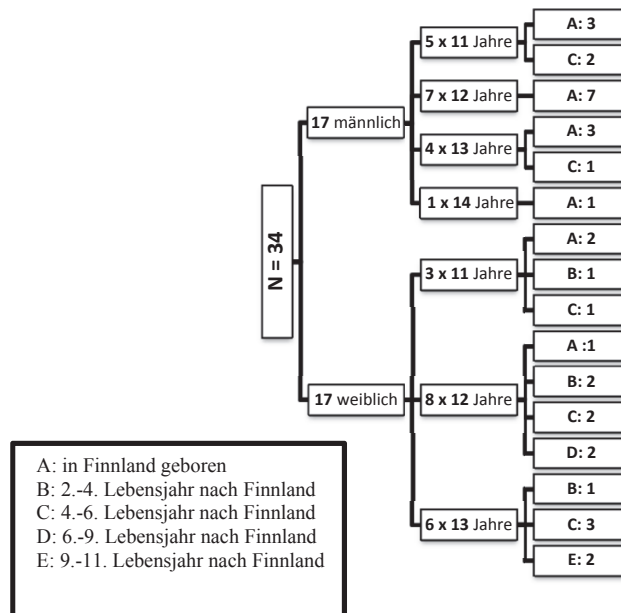 N = 34
17 männlich
5 x 11 Jahre
A: 3
C: 2
7 x 12 Jahre
A: 7
4 x 13 Jahre
A: 3
C: 1
1 x 14 Jahre
A: 1
17 weiblich
3 x 11 Jahre
A: 2
B: 1
C: 1
8 x 12 Jahre
A :1
B: 2
C: 2
D: 2
6 x 13 Jahre
B: 1
C: 3
E: 2
A: in Finnland geboren
B: 2.-4. Lebensjahr nach Finnland
C: 4.-6. Lebensjahr nach Finnland
D: 6.-9. Lebensjahr nach Finnland
E: 9.-11. Lebensjahr nach Finnland